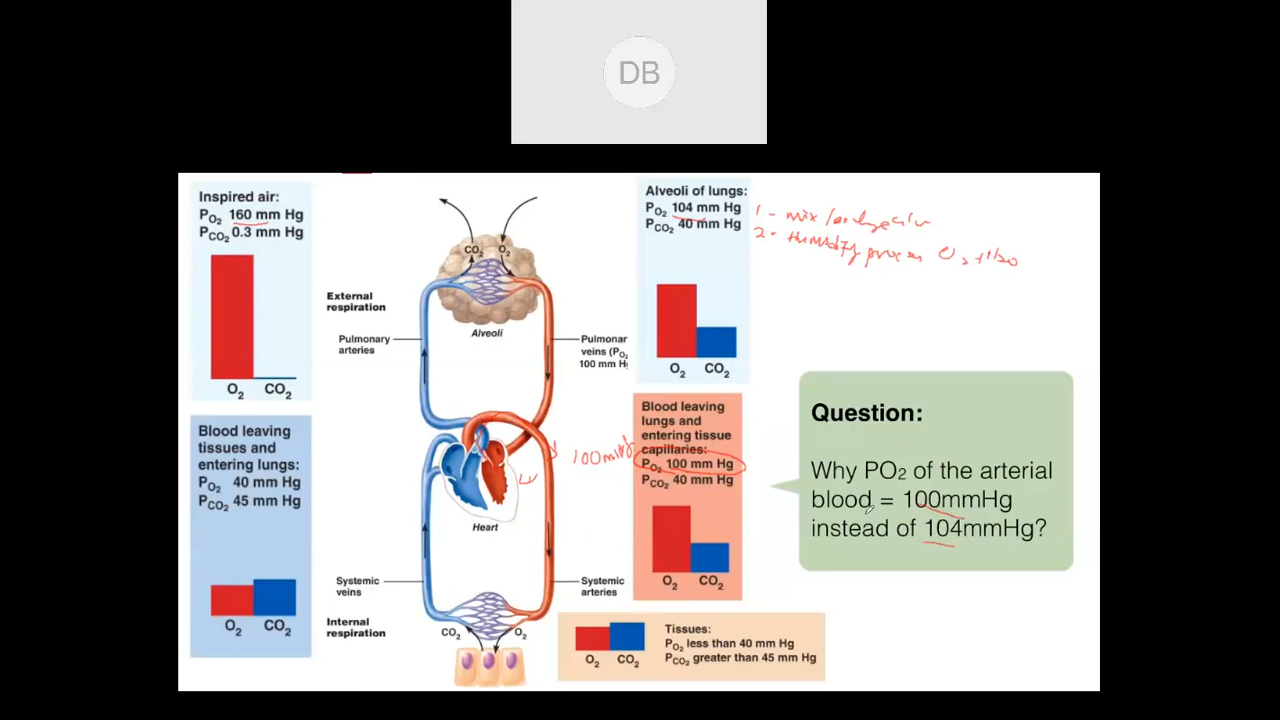 DB
Inspired air:
PO2 160 mm Hg
PCO2 0.3 mm Hg
O2 CO2
Alveoli of lungs:
PO2 104 mm Hg
PCO2 40 mm Hg
O2 CO2
1 - mix
2 -
CO2 O2
Alveoli
External
respiration
Pulmonary
arteries
Pulmonar
veins (PO2
100 mm H
Blood leaving
tissues and
entering lungs:
PO2 40 mm Hg
PCO2 45 mm Hg
O2 CO2
Blood leaving
lungs and
entering tissue
capillaries:
PO2 100 mm Hg
PCO2 40 mm Hg
O2 CO2
100mmHg
Heart
Question:
Why PO2 of the arterial
blood = 100mmHg
instead of 104mmHg?
Systemic
veins
Systemic
arteries
Internal
respiration
CO2 O2
Tissues:
PO2 less than 40 mm Hg
PCO2 greater than 45 mm Hg
O2 CO2